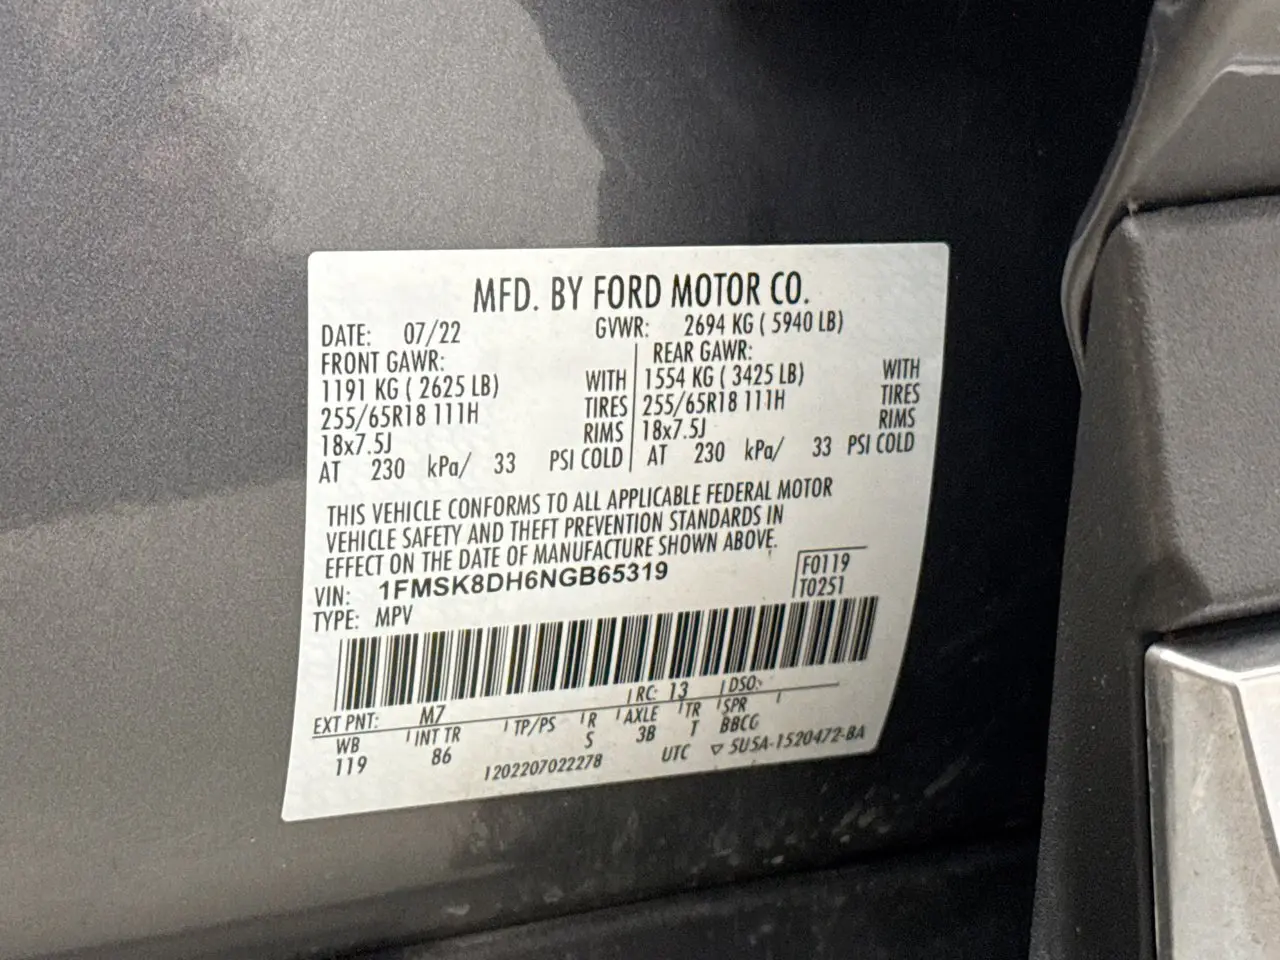 MFD. BY FORD MOTOR CO.
DATE: 07/22 GVWR: 2694 KG ( 5940 LB)
FRONT GAWR: REAR GAWR:
1191 KG ( 2625 LB) WITH 1554 KG ( 3425 LB) WITH
255/65R18 111H TIRES 255/65R18 111H TIRES
18x7.5J RIMS 18x7.5J RIMS
AT 230 kPa/ 33 PSI COLD AT 230 kPa/ 33 PSI COLD
THIS VEHICLE CONFORMS TO ALL APPLICABLE FEDERAL MOTOR
VEHICLE SAFETY AND THEFT PREVENTION STANDARDS IN
EFFECT ON THE DATE OF MANUFACTURE SHOWN ABOVE.
VIN: 1FMSK8DH6NGB65319 F0119
TYPE: MPV T0251
EXT PNT: M7 RC: 13 DSO:
WB INT TR TP/PS R AXLE TR SPR
119 86 S 3B T BBCG
1202207022278 UTC ▽ 5U5A-1520472-BA